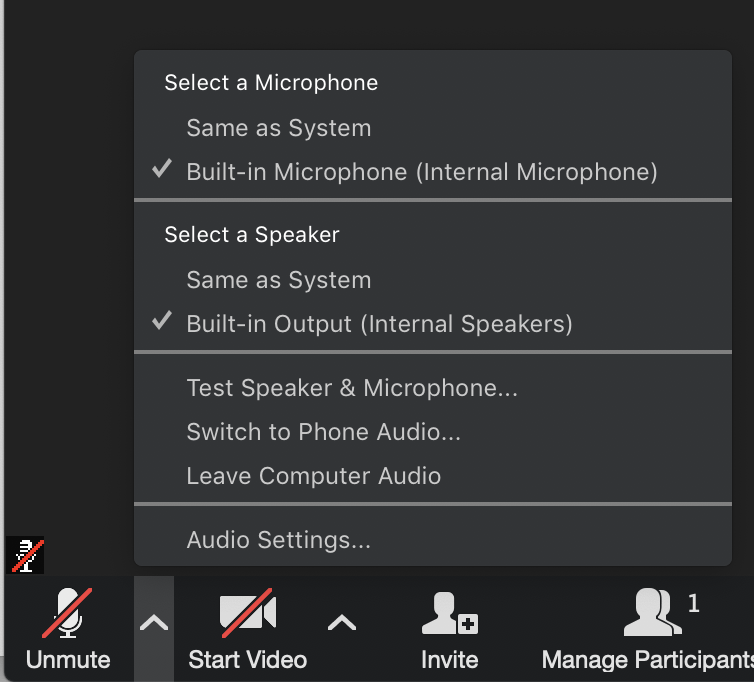 Select a Microphone
Same as System
Built-in Microphone (Internal Microphone)
Select a Speaker
Same as System
Built-in Output (Internal Speakers)
Test Speaker & Microphone...
Switch to Phone Audio...
Leave Computer Audio
Audio Settings...
1
Unmute
Start Video
Invite
Manage Participants